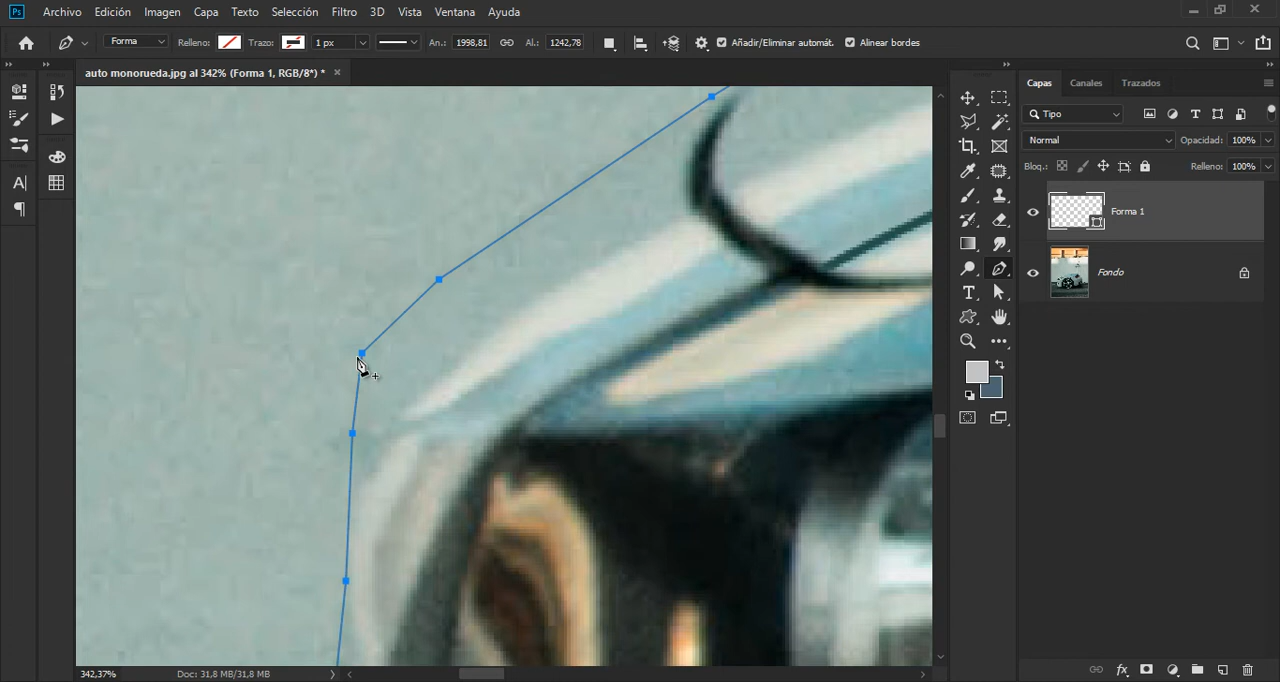 Ps Archivo Edición Imagen Capa Texto Selección Filtro 3D Vista Ventana Ayuda
Forma Relleno: Trazo: 1 px An.: 1998,81 Al.: 1242,78 Añadir/Eliminar automát. Alinear bordes
auto monorueda.jpg al 342% (Forma 1, RGB/8*) * ×
Capas Canales Trazados
Tipo
Normal Opacidad: 100%
Bloq.: Relleno: 100%
Forma 1
Fondo
342,37% Doc: 31,8 MB/31,8 MB